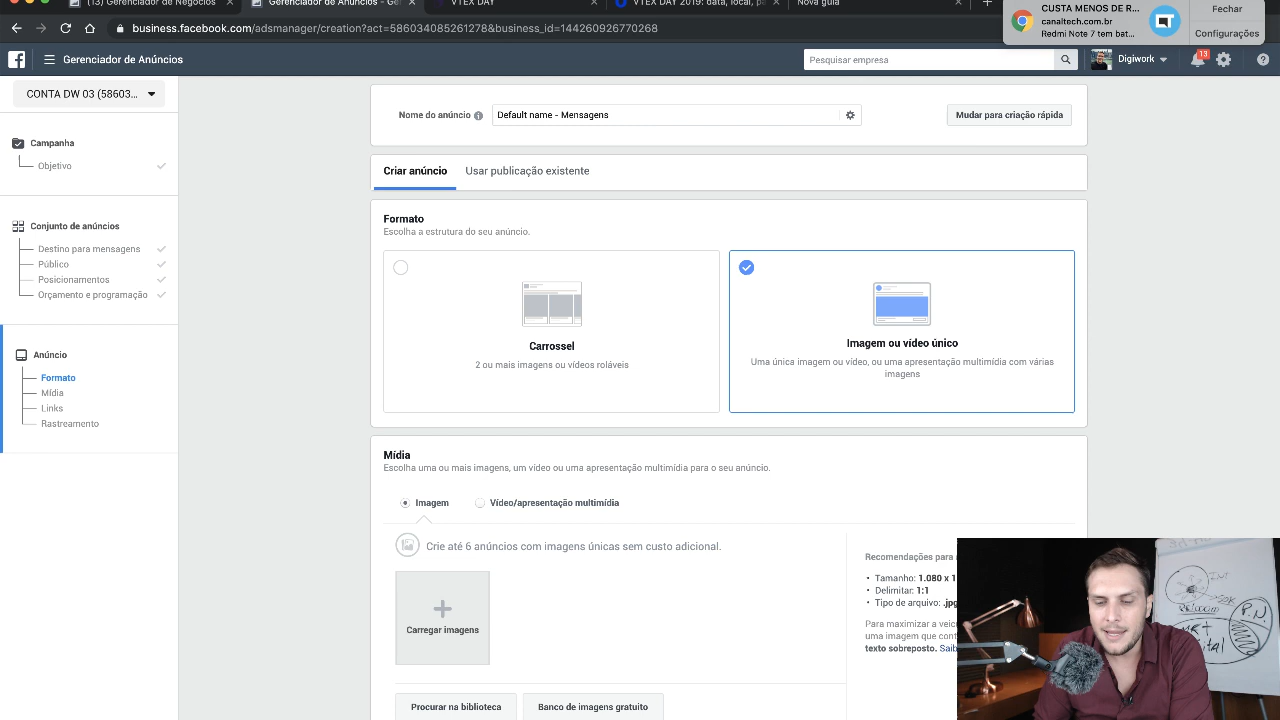 (13) Gerenciador de Negócios
Gerenciador de Anúncios - Ger
VTEX DAY
VTEX DAY 2019: data, local, p
Nova guia
business.facebook.com/adsmanager/creation?act=586034085261278&business_id=144260926770268
CUSTA MENOS DE R...
canaltech.com.br
Redmi Note 7 tem bat...
Fechar
Configurações
Gerenciador de Anúncios
Pesquisar empresa
Digiwork
13
CONTA DW 03 (58603...
Campanha
Objetivo
Conjunto de anúncios
Destino para mensagens
Público
Posicionamentos
Orçamento e programação
Anúncio
Formato
Mídia
Links
Rastreamento
Nome do anúncio
Default name - Mensagens
Mudar para criação rápida
Criar anúncio
Usar publicação existente
Formato
Escolha a estrutura do seu anúncio.
Carrossel
2 ou mais imagens ou vídeos roláveis
Imagem ou vídeo único
Uma única imagem ou vídeo, ou uma apresentação multimídia com várias
imagens
Mídia
Escolha uma ou mais imagens, um vídeo ou uma apresentação multimídia para o seu anúncio.
Imagem
Vídeo/apresentação multimídia
Crie até 6 anúncios com imagens únicas sem custo adicional.
Carregar imagens
Procurar na biblioteca
Banco de imagens gratuito
Recomendações para
• Tamanho: 1.080 x 1
• Delimitar: 1:1
• Tipo de arquivo: .jpg
Para maximizar a veic
uma imagem que cont
texto sobreposto. Saib
P.N.